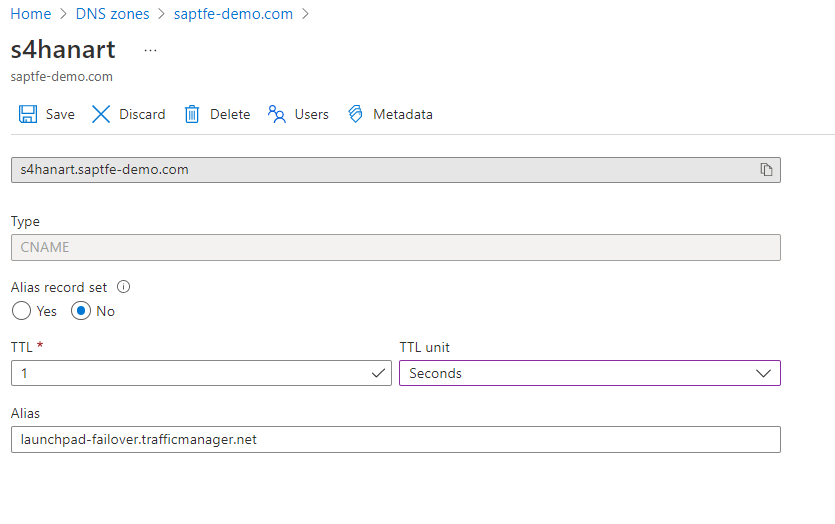 Home > DNS zones > saptfe-demo.com >
s4hanart ...
saptfe-demo.com
Save Discard Delete Users Metadata
s4hanart.saptfe-demo.com
Type
CNAME
Alias record set
Yes No
TTL * TTL unit
1 Seconds
Alias
launchpad-failover.trafficmanager.net